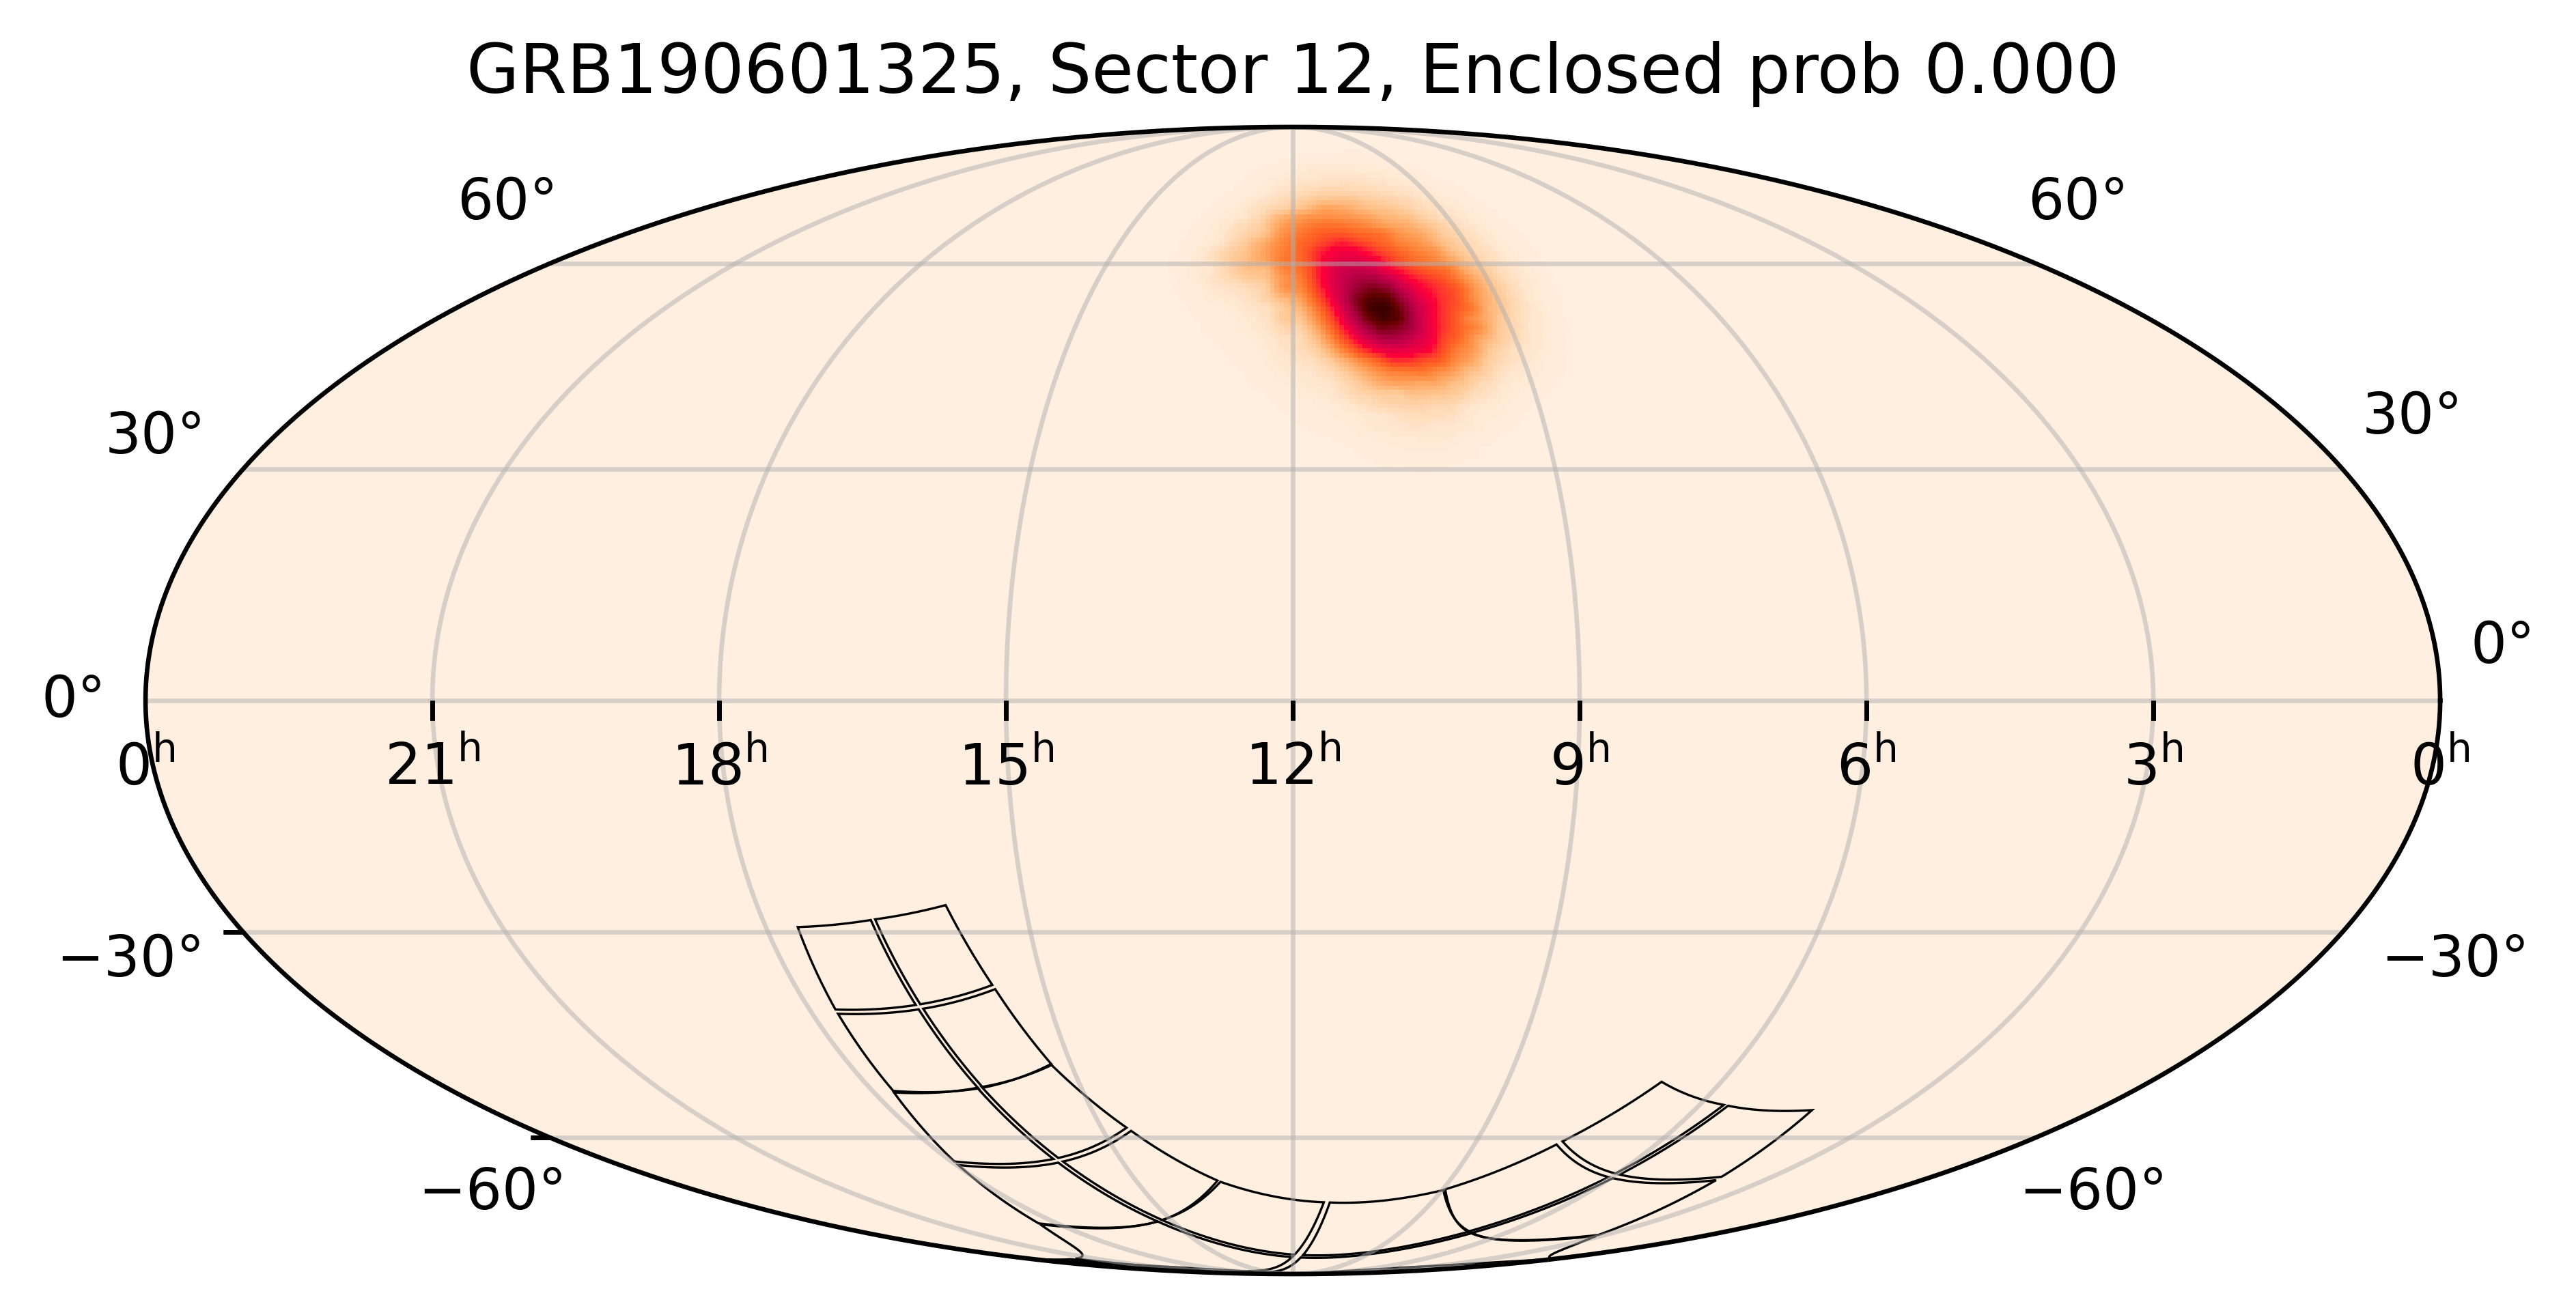 GRB190601325, Sector 12, Enclosed prob 0.000
60° 60°
30° 30°
0° 0°
0ʰ 21ʰ 18ʰ 15ʰ 12ʰ 9ʰ 6ʰ 3ʰ 0ʰ
−30° −30°
−60° −60°